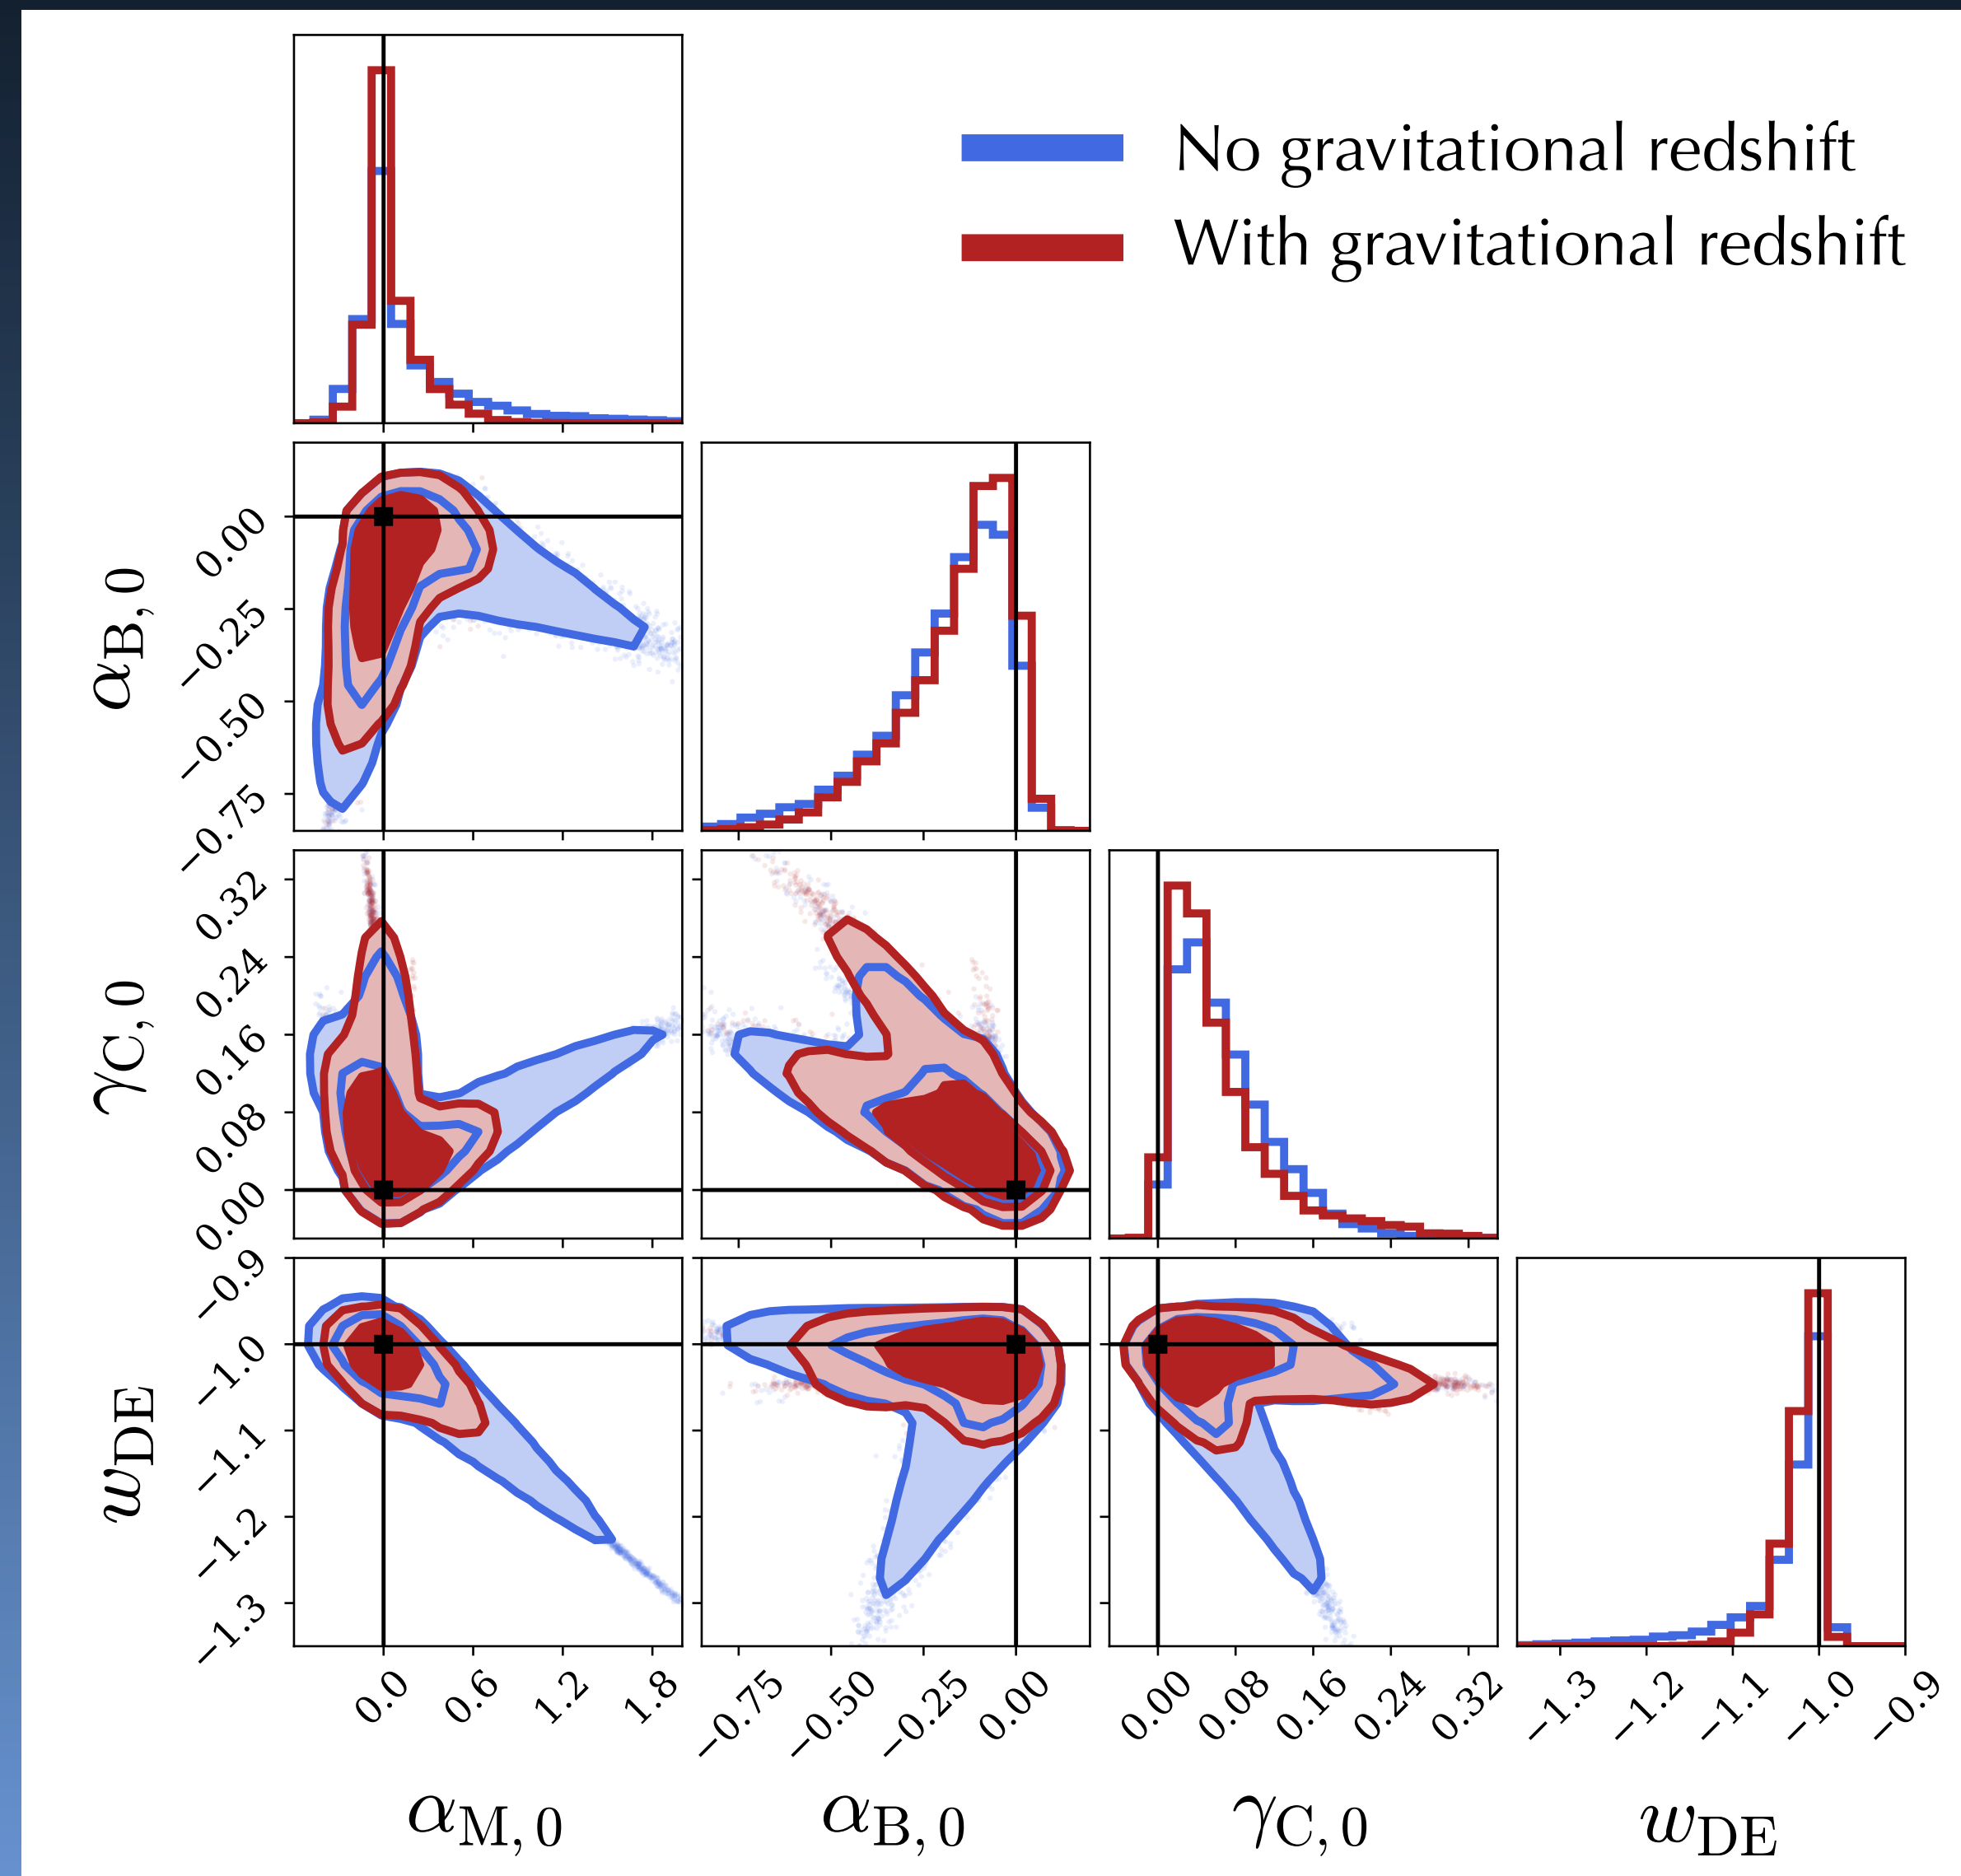 No gravitational redshift
With gravitational redshift
α_B,0
0.00
−0.25
−0.50
−0.75
γ_C,0
0.32
0.24
0.16
0.08
0.00
w_DE
−0.9
−1.0
−1.1
−1.2
−1.3
0.0 0.6 1.2 1.8 −0.75 −0.50 −0.25 0.00 0.00 0.08 0.16 0.24 0.32 −1.3 −1.2 −1.1 −1.0 −0.9
α_M,0 α_B,0 γ_C,0 w_DE